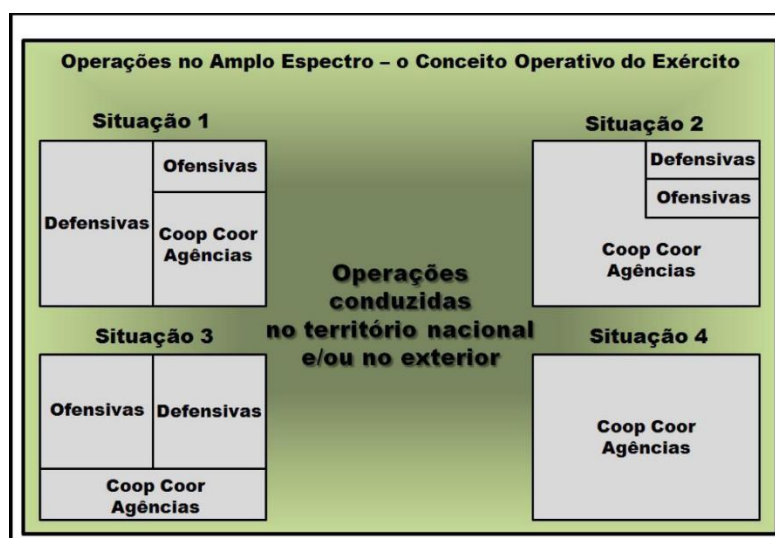 Operações no Amplo Espectro – o Conceito Operativo do Exército
Situação 1
Defensivas
Ofensivas
Coop Coor
Agências
Situação 2
Defensivas
Ofensivas
Coop Coor
Agências
Operações
conduzidas
no território nacional
e/ou no exterior
Situação 3
Ofensivas
Defensivas
Coop Coor
Agências
Situação 4
Coop Coor
Agências